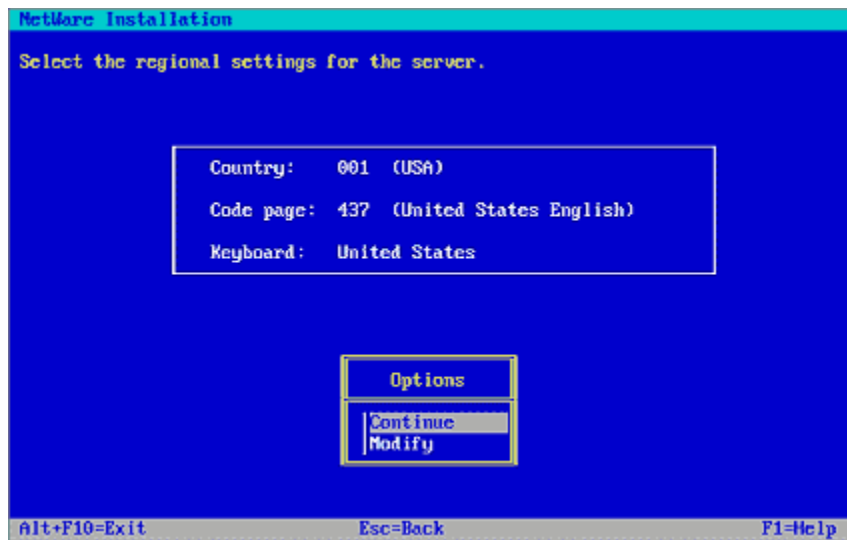 NetWare Installation
Select the regional settings for the server.
Country: 001 (USA)
Code page: 437 (United States English)
Keyboard: United States
Options
Continue
Modify
Alt+F10=Exit Esc=Back F1=Help